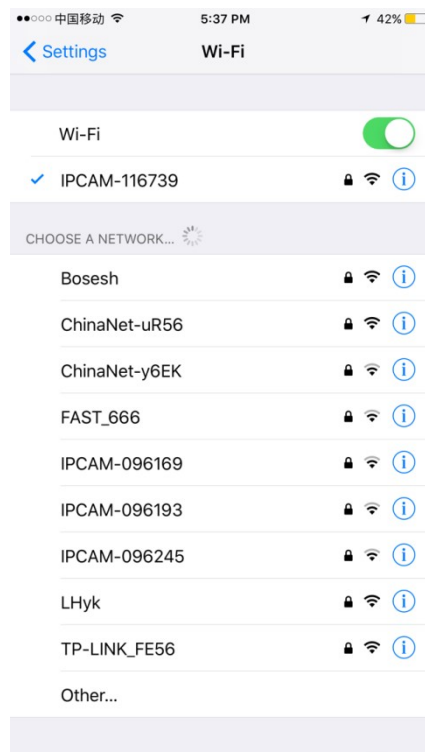 中国移动 5:37 PM 42%
Settings Wi-Fi
Wi-Fi
IPCAM-116739
CHOOSE A NETWORK...
Bosesh
ChinaNet-uR56
ChinaNet-y6EK
FAST_666
IPCAM-096169
IPCAM-096193
IPCAM-096245
LHyk
TP-LINK_FE56
Other...